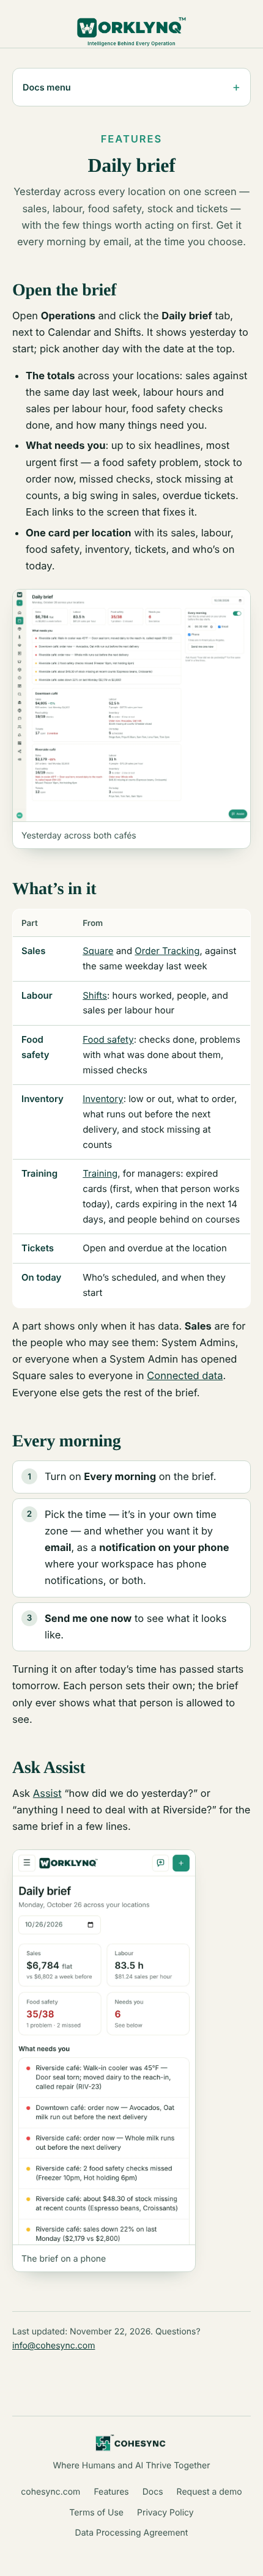 WORKLYNQ™
Intelligence Behind Every Operation
Docs menu +
FEATURES
Daily brief
Yesterday across every location on one screen —
sales, labour, food safety, stock and tickets —
with the few things worth acting on first. Get it
every morning by email, at the time you choose.
Open the brief
Open Operations and click the Daily brief tab,
next to Calendar and Shifts. It shows yesterday to
start; pick another day with the date at the top.
• The totals across your locations: sales against
the same day last week, labour hours and
sales per labour hour, food safety checks
done, and how many things need you.
• What needs you: up to six headlines, most
urgent first — a food safety problem, stock to
order now, missed checks, stock missing at
counts, a big swing in sales, overdue tickets.
Each links to the screen that fixes it.
• One card per location with its sales, labour,
food safety, inventory, tickets, and who's on
today.
Daily brief
Yesterday across both cafés
What's in it
Part From
Sales Square and Order Tracking, against
the same weekday last week
Labour Shifts: hours worked, people, and
sales per labour hour
Food safety Food safety: checks done, problems
with what was done about them,
missed checks
Inventory Inventory: low or out, what to order,
what runs out before the next
delivery, and stock missing at
counts
Training Training, for managers: expired
cards (first, when that person works
today), cards expiring in the next 14
days, and people behind on courses
Tickets Open and overdue at the location
On today Who's scheduled, and when they
start
A part shows only when it has data. Sales are for
the people who may see them: System Admins,
or everyone when a System Admin has opened
Square sales to everyone in Connected data.
Everyone else gets the rest of the brief.
Every morning
1 Turn on Every morning on the brief.
2 Pick the time — it's in your own time
zone — and whether you want it by
email, as a notification on your phone
where your workspace has phone
notifications, or both.
3 Send me one now to see what it looks
like.
Turning it on after today's time has passed starts
tomorrow. Each person sets their own; the brief
only ever shows what that person is allowed to
see.
Ask Assist
Ask Assist "how did we do yesterday?" or
"anything I need to deal with at Riverside?" for the
same brief in a few lines.
WORKLYNQ
Daily brief
Monday, October 26 across your locations
10/26/2026
Sales Labour
$6,784 flat 83.5 h
vs $6,802 a week before $81.24 sales per hour
Food safety Needs you
35/38 6
1 problem · 2 missed See below
What needs you
Riverside café: Walk-in cooler was 45°F —
Door seal torn; moved dairy to the reach-in,
called repair (RIV-23)
Downtown café: order now — Avocados, Oat
milk run out before the next delivery
Riverside café: order now — Whole milk runs
out before the next delivery
Riverside café: 2 food safety checks missed
(Freezer 10pm, Hot holding 6pm)
Riverside café: about $48.30 of stock missing
at recent counts (Espresso beans, Croissants)
Riverside café: sales down 22% on last
Monday ($2,179 vs $2,800)
The brief on a phone
Last updated: November 22, 2026. Questions?
info@cohesync.com
COHESYNC
Where Humans and AI Thrive Together
cohesync.com Features Docs Request a demo
Terms of Use Privacy Policy
Data Processing Agreement